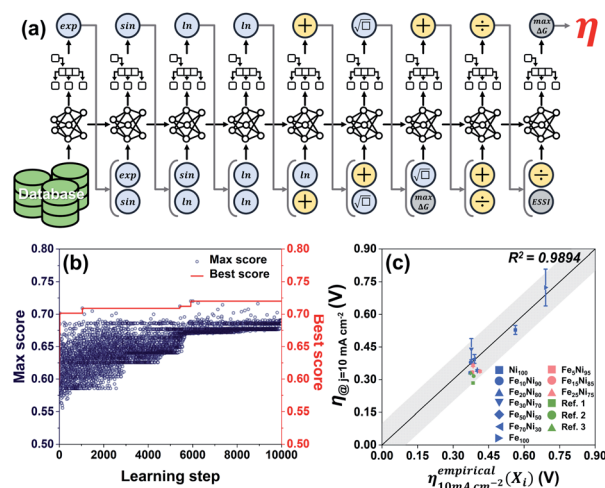 (a)
exp
sin
ln
ln
+
√□
+
÷
max
ΔG
η
Database
exp
sin
ln
ln
+
√□
+
÷
sin
ln
ln
+
√□
max
ΔG
÷
ESSI
(b)
Max score
Best score
0.80
0.75
0.70
0.65
0.60
0.55
0.50
0.80
0.75
0.70
0.65
0.60
0.55
0.50
Max score
Best score
0 2000 4000 6000 8000 10000
Learning step
(c)
R² = 0.9894
η@ j=10 mA cm⁻² (V)
0.90
0.75
0.60
0.45
0.30
0.15
0.00
Ni₁₀₀
Fe₁₀Ni₉₀
Fe₂₀Ni₈₀
Fe₃₀Ni₇₀
Fe₅₀Ni₅₀
Fe₇₀Ni₃₀
Fe₁₀₀
Fe₅Ni₉₅
Fe₁₅Ni₈₅
Fe₂₅Ni₇₅
Ref. 1
Ref. 2
Ref. 3
0.00 0.15 0.30 0.45 0.60 0.75 0.90
η empirical 10mA cm⁻² (Xᵢ) (V)